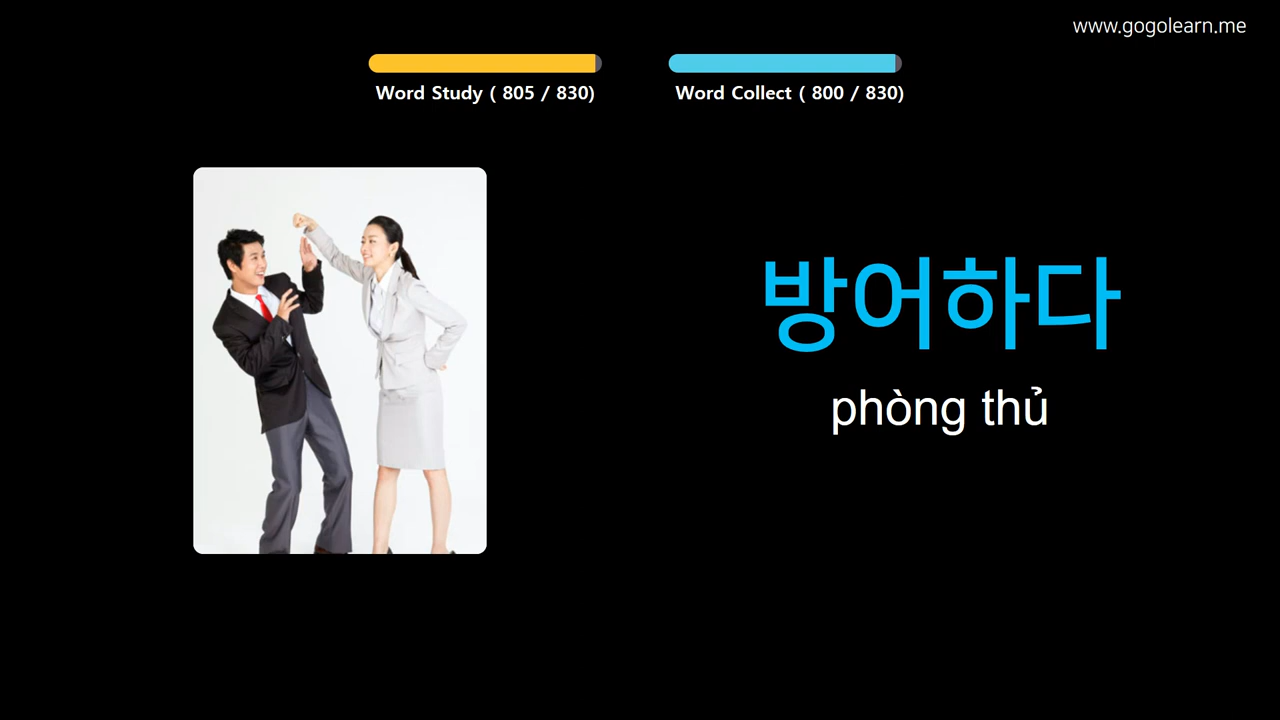 www.gogolearn.me
Word Study ( 805 / 830)
Word Collect ( 800 / 830)
방어하다
phòng thủ